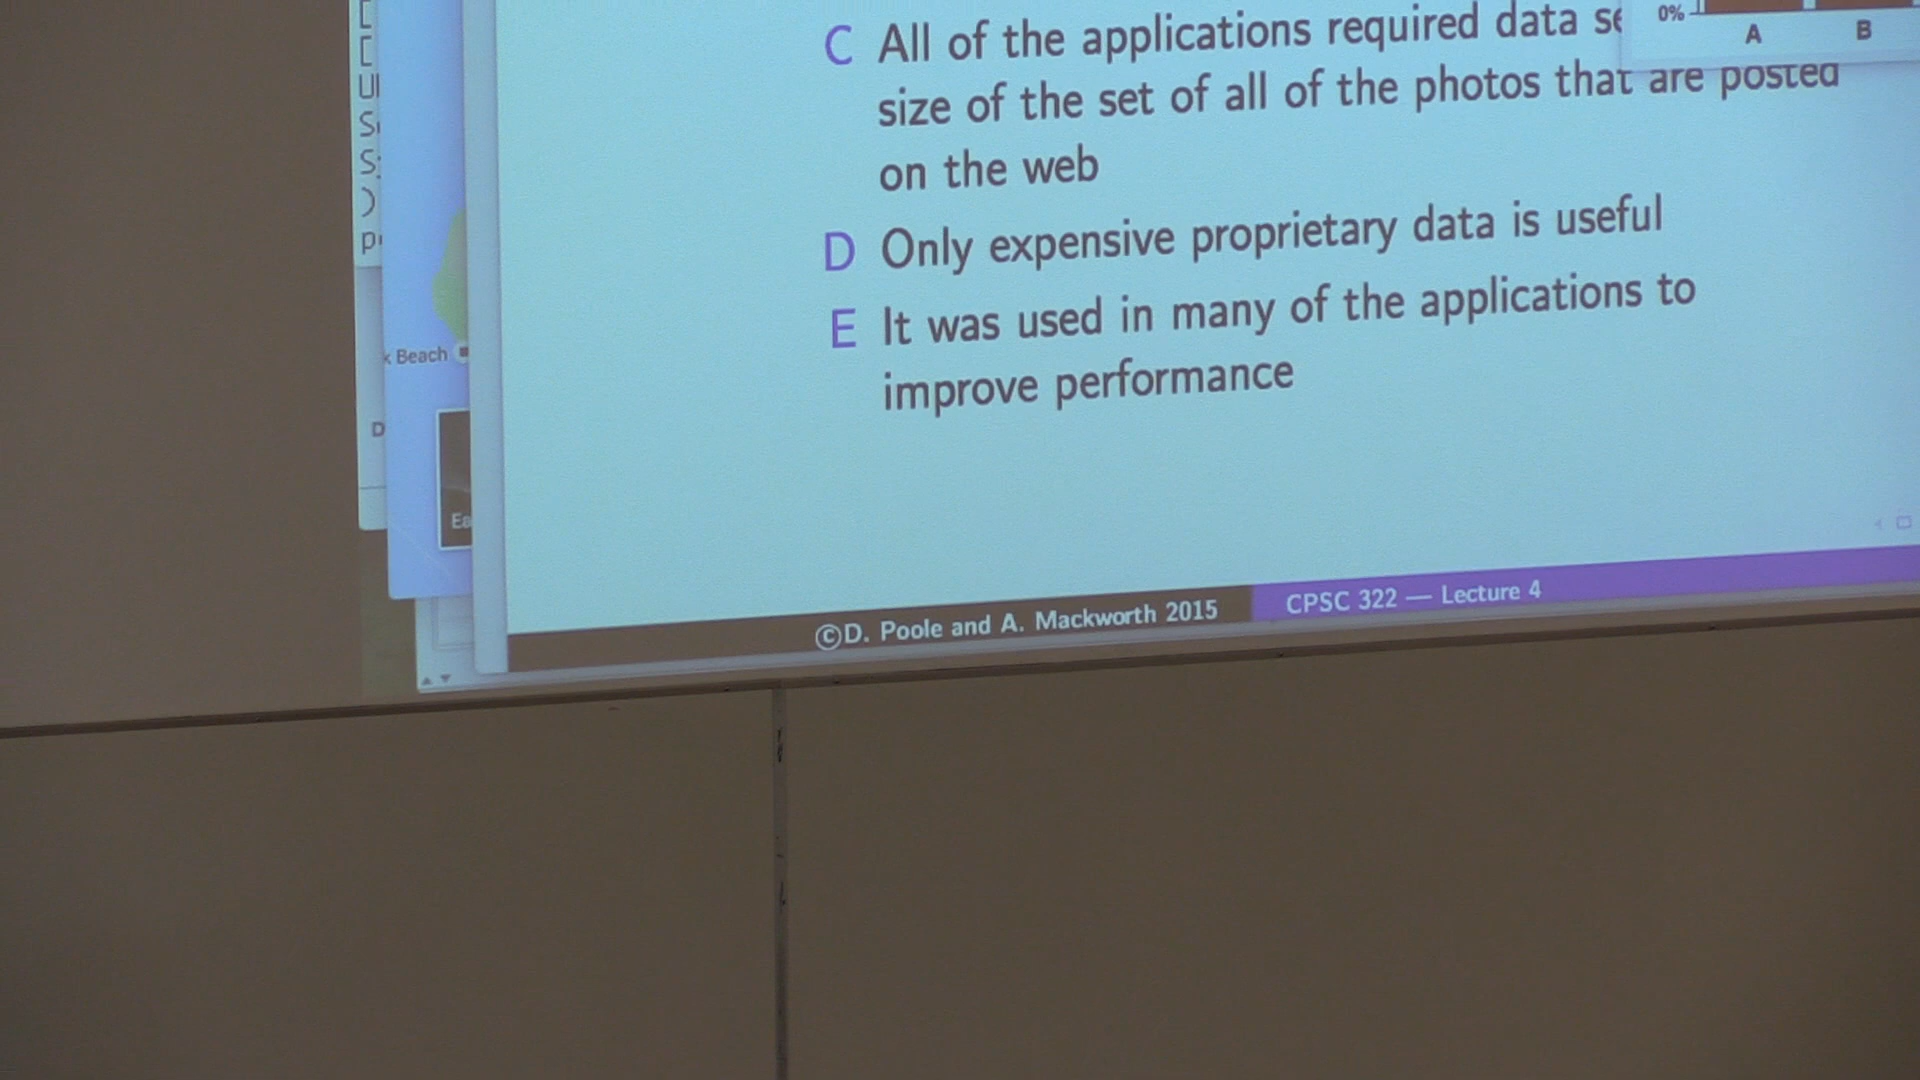 C All of the applications required data
size of the set of all of the photos that are posted
on the web
D Only expensive proprietary data is useful
E It was used in many of the applications to
improve performance
0%
A B
Beach
©D. Poole and A. Mackworth 2015 CPSC 322 — Lecture 4